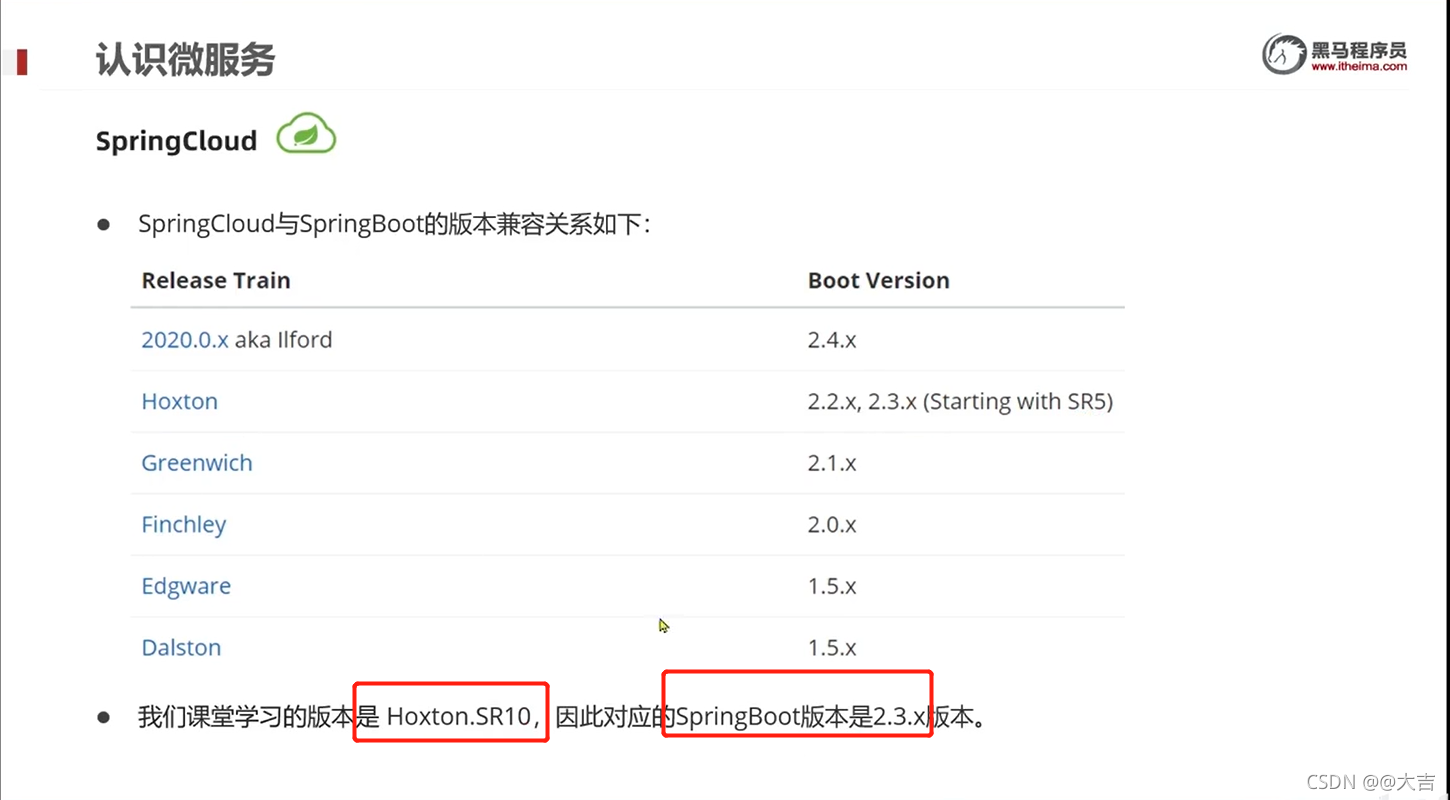 认识微服务
黑马程序员
www.itheima.com
SpringCloud
SpringCloud与SpringBoot的版本兼容关系如下:
Release Train Boot Version
2020.0.x aka Ilford 2.4.x
Hoxton 2.2.x, 2.3.x (Starting with SR5)
Greenwich 2.1.x
Finchley 2.0.x
Edgware 1.5.x
Dalston 1.5.x
我们课堂学习的版本是 Hoxton.SR10，因此对应的SpringBoot版本是2.3.x版本。
CSDN @@大吉